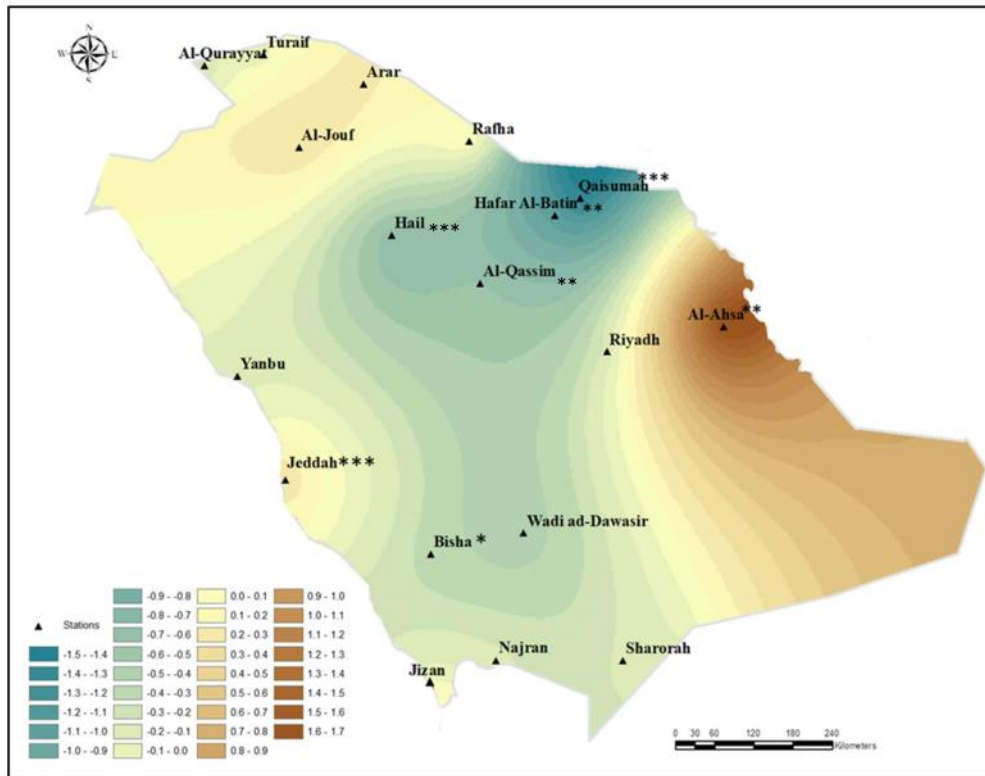 N
W E
S
Turaif
Al-Qurayyat
Arar
Al-Jouf
Rafha
Qaisumah***
Hafar Al-Batin**
Hail ***
Al-Qassim **
Al-Ahsa**
Riyadh
Yanbu
Jeddah***
Wadi ad-Dawasir
Bisha *
Najran
Sharorah
Jizan
Stations
-1.5 - -1.4
-1.4 - -1.3
-1.3 - -1.2
-1.2 - -1.1
-1.1 - -1.0
-1.0 - -0.9
-0.9 - -0.8
-0.8 - -0.7
-0.7 - -0.6
-0.6 - -0.5
-0.5 - -0.4
-0.4 - -0.3
-0.3 - -0.2
-0.2 - -0.1
-0.1 - 0.0
0.0 - 0.1
0.1 - 0.2
0.2 - 0.3
0.3 - 0.4
0.4 - 0.5
0.5 - 0.6
0.6 - 0.7
0.7 - 0.8
0.8 - 0.9
0.9 - 1.0
1.0 - 1.1
1.1 - 1.2
1.2 - 1.3
1.3 - 1.4
1.4 - 1.5
1.5 - 1.6
1.6 - 1.7
0 30 60 120 180 240
Kilometers